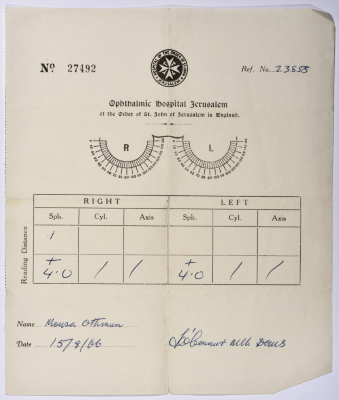 Nº 27492
Ref. No. 23858
Ophthalmic Hospital Jerusalem
of the Order of St. John of Jerusalem in England.
R L
RIGHT LEFT
Sph. Cyl. Axis Sph. Cyl. Axis
Reading Distance
+ 4.0 / / + 4.0 / /
Name Mousa Othman
Date 15/8/66